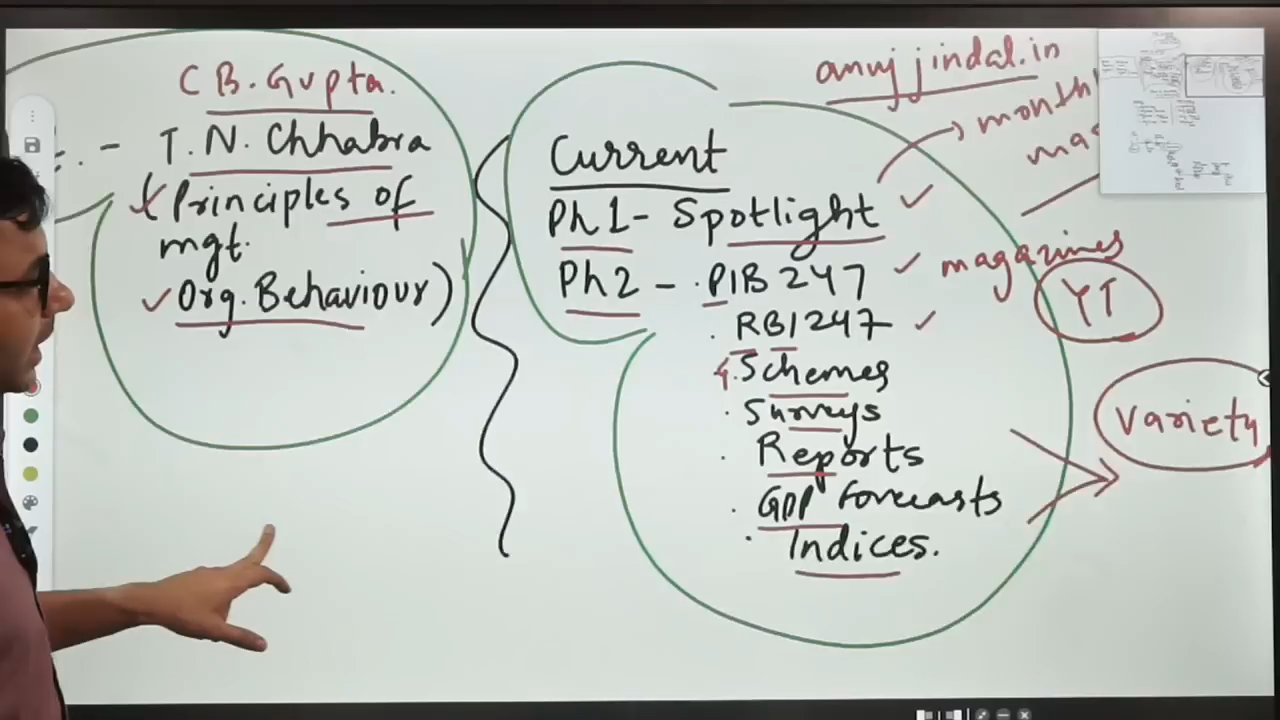 C B. Gupta.
:. - T. N. Chhabra
(Principles of
mgt.
Org. Behaviour)
anujjindal.in
Current
Ph1 - Spotlight
Ph2 - . PIB 247
magazines
YT
. RBI 247
. Schemes
. Surveys
. Reports
. GDP forecasts
. Indices.
Variety